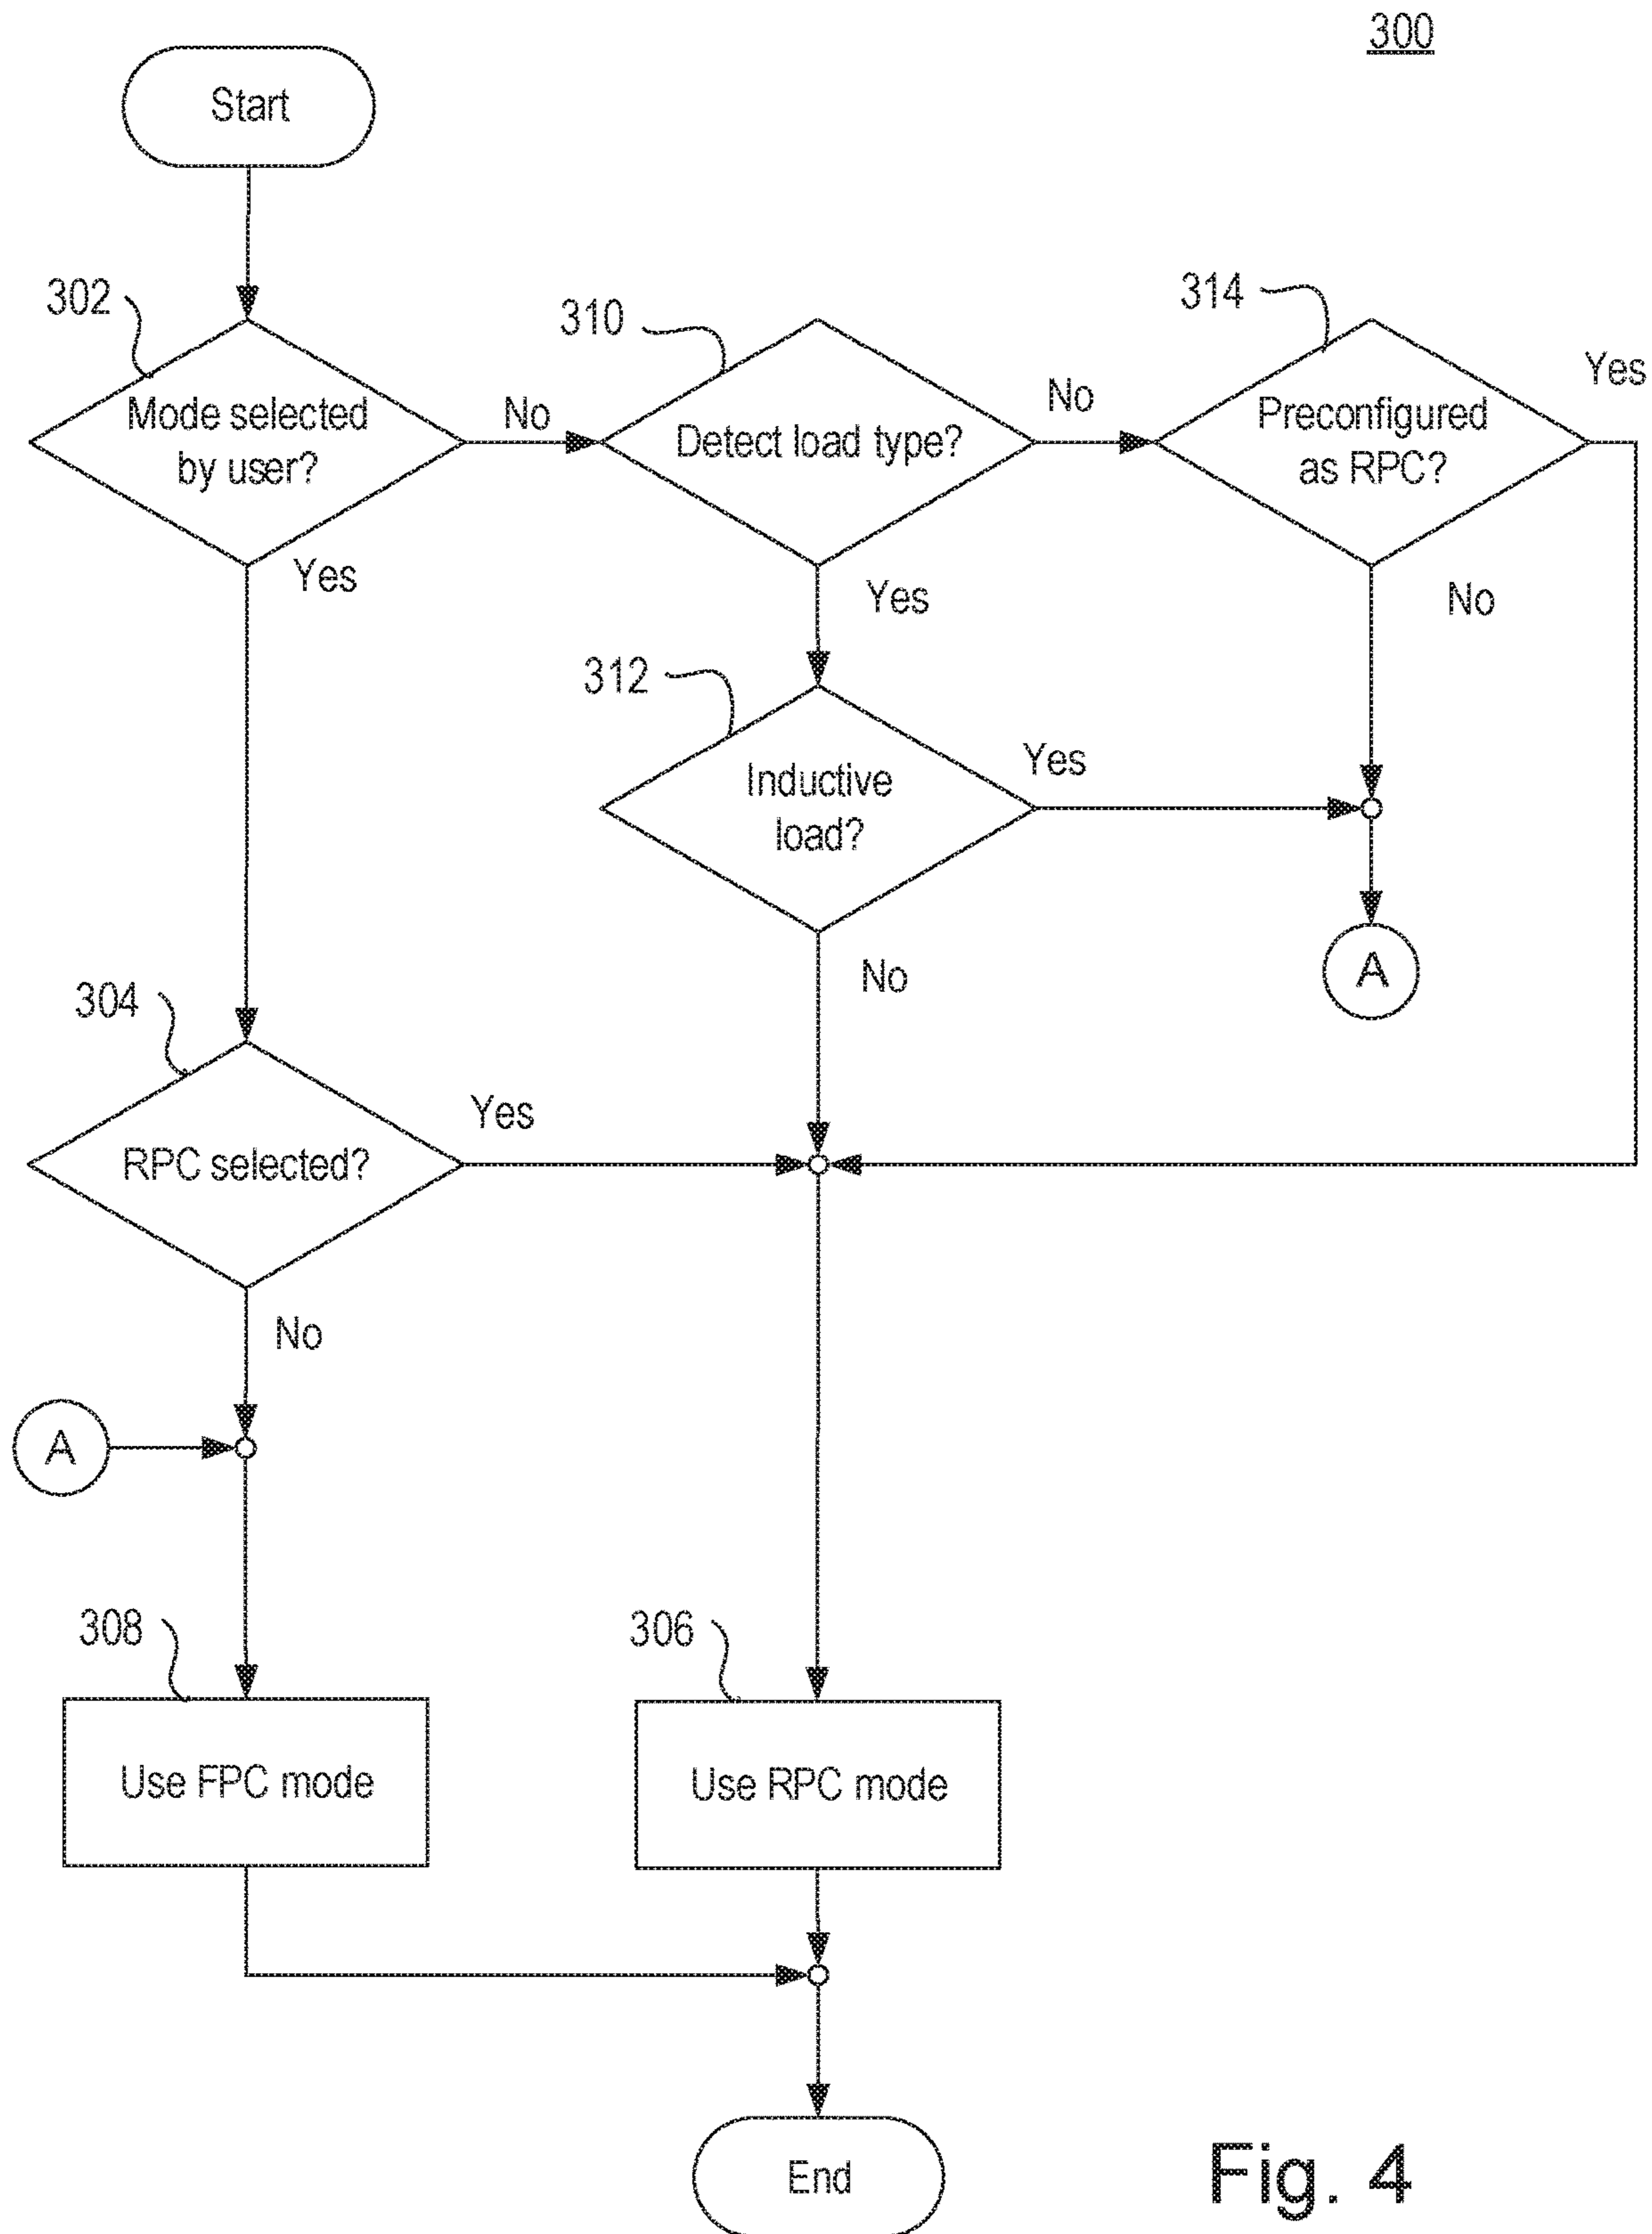 300
Start
302
310
314
Mode selected
by user?
No
Detect load type?
No
Preconfigured
as RPC?
Yes
Yes
Yes
No
312
Inductive
load?
Yes
A
No
304
RPC selected?
Yes
No
A
308
306
Use FPC mode
Use RPC mode
End
Fig. 4